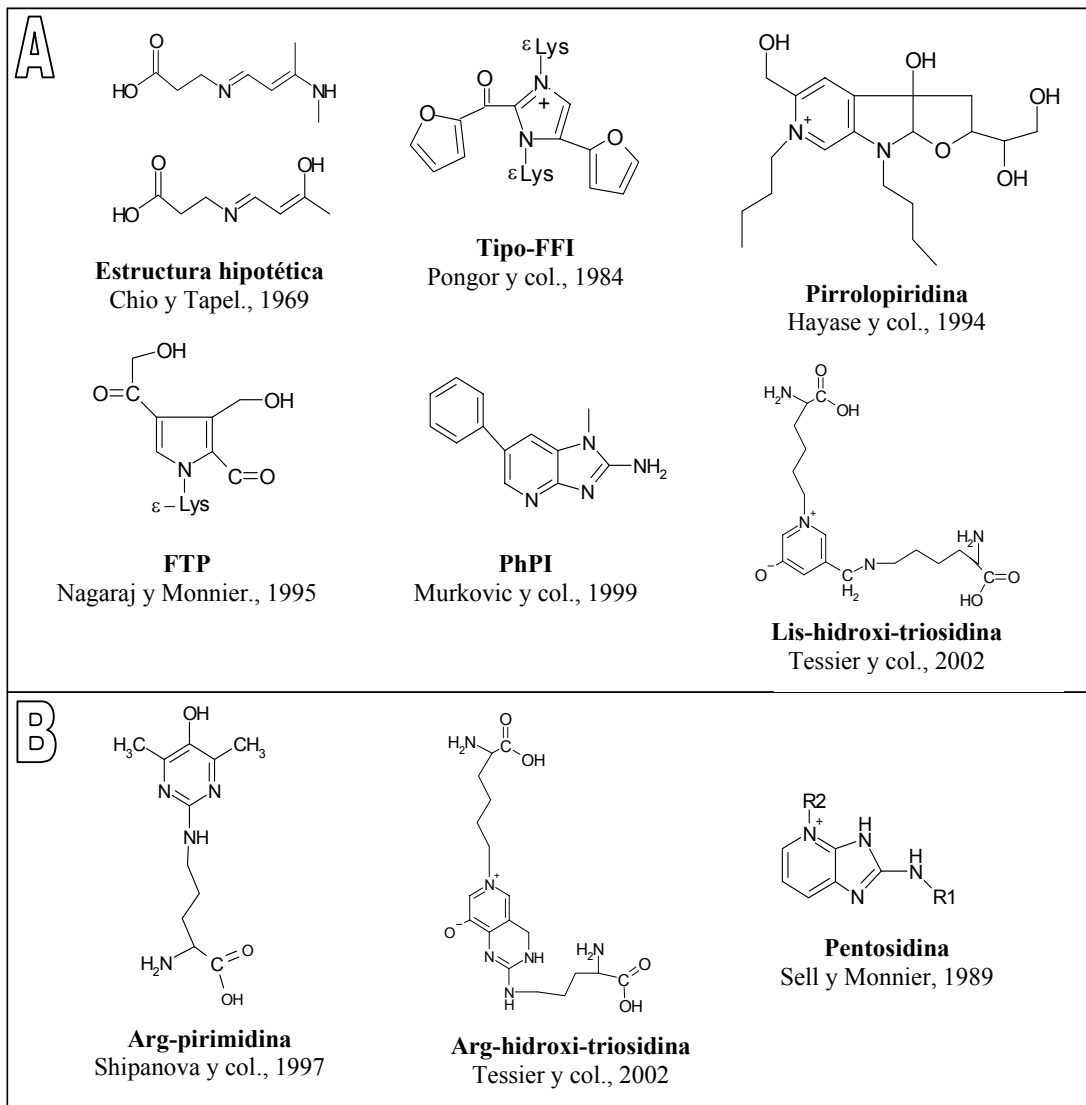 A
O
HO
N
NH
O
HO
N
OH
Estructura hipotética
Chio y Tapel., 1969
εLys
O
N
+
O
N
O
εLys
Tipo-FFI
Pongor y col., 1984
OH
OH
OH
N
+
N
O
OH
Pirrolopiridina
Hayase y col., 1994
OH
O
C
OH
N
C
O
ε – Lys
FTP
Nagaraj y Monnier., 1995
N
NH2
N
N
PhPI
Murkovic y col., 1999
O
H2N
C
OH
N
+
H2N
O−
C
H2
N
C
O
HO
Lis-hidroxi-triosidina
Tessier y col., 2002
B
OH
H3C
CH3
N
N
NH
H2N
C
O
OH
Arg-pirimidina
Shipanova y col., 1997
O
H2N
C
OH
N
+
O−
N
NH
NH2
N
H
C
O
OH
Arg-hidroxi-triosidina
Tessier y col., 2002
R2
N
+
H
N
H
N
N
R1
Pentosidina
Sell y Monnier, 1989